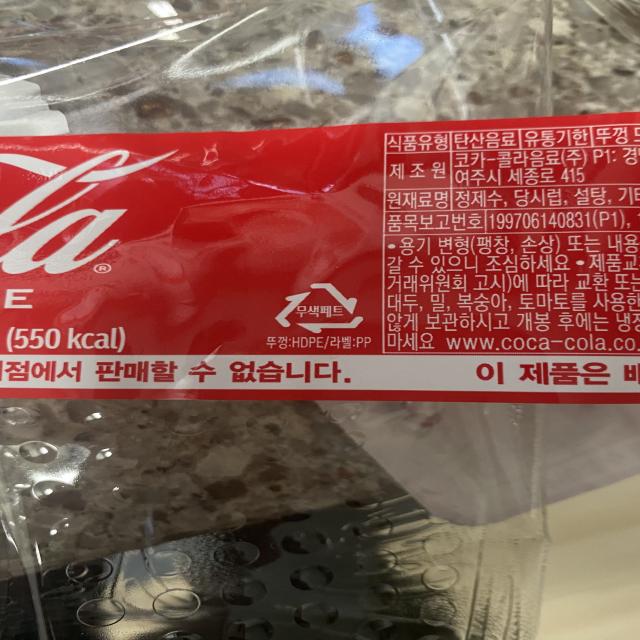 la®
E
(550 kcal)
무색페트
뚜껑:HDPE/라벨:PP
식품유형 탄산음료 유통기한 뚜껑
제조원 코카-콜라음료(주) P1:
여주시 세종로 415
원재료명 정제수, 당시럽, 설탕,
품목보고번호 199706140831(P1),
• 용기 변형(팽창, 손상) 또는 내용
갈 수 있으니 조심하세요 • 제품교
거래위원회 고시)에 따라 교환 또는
대두, 밀, 복숭아, 토마토를 사용한
않게 보관하시고 개봉 후에는 냉장
마세요 www.coca-cola.co
점에서 판매할 수 없습니다. 이 제품은